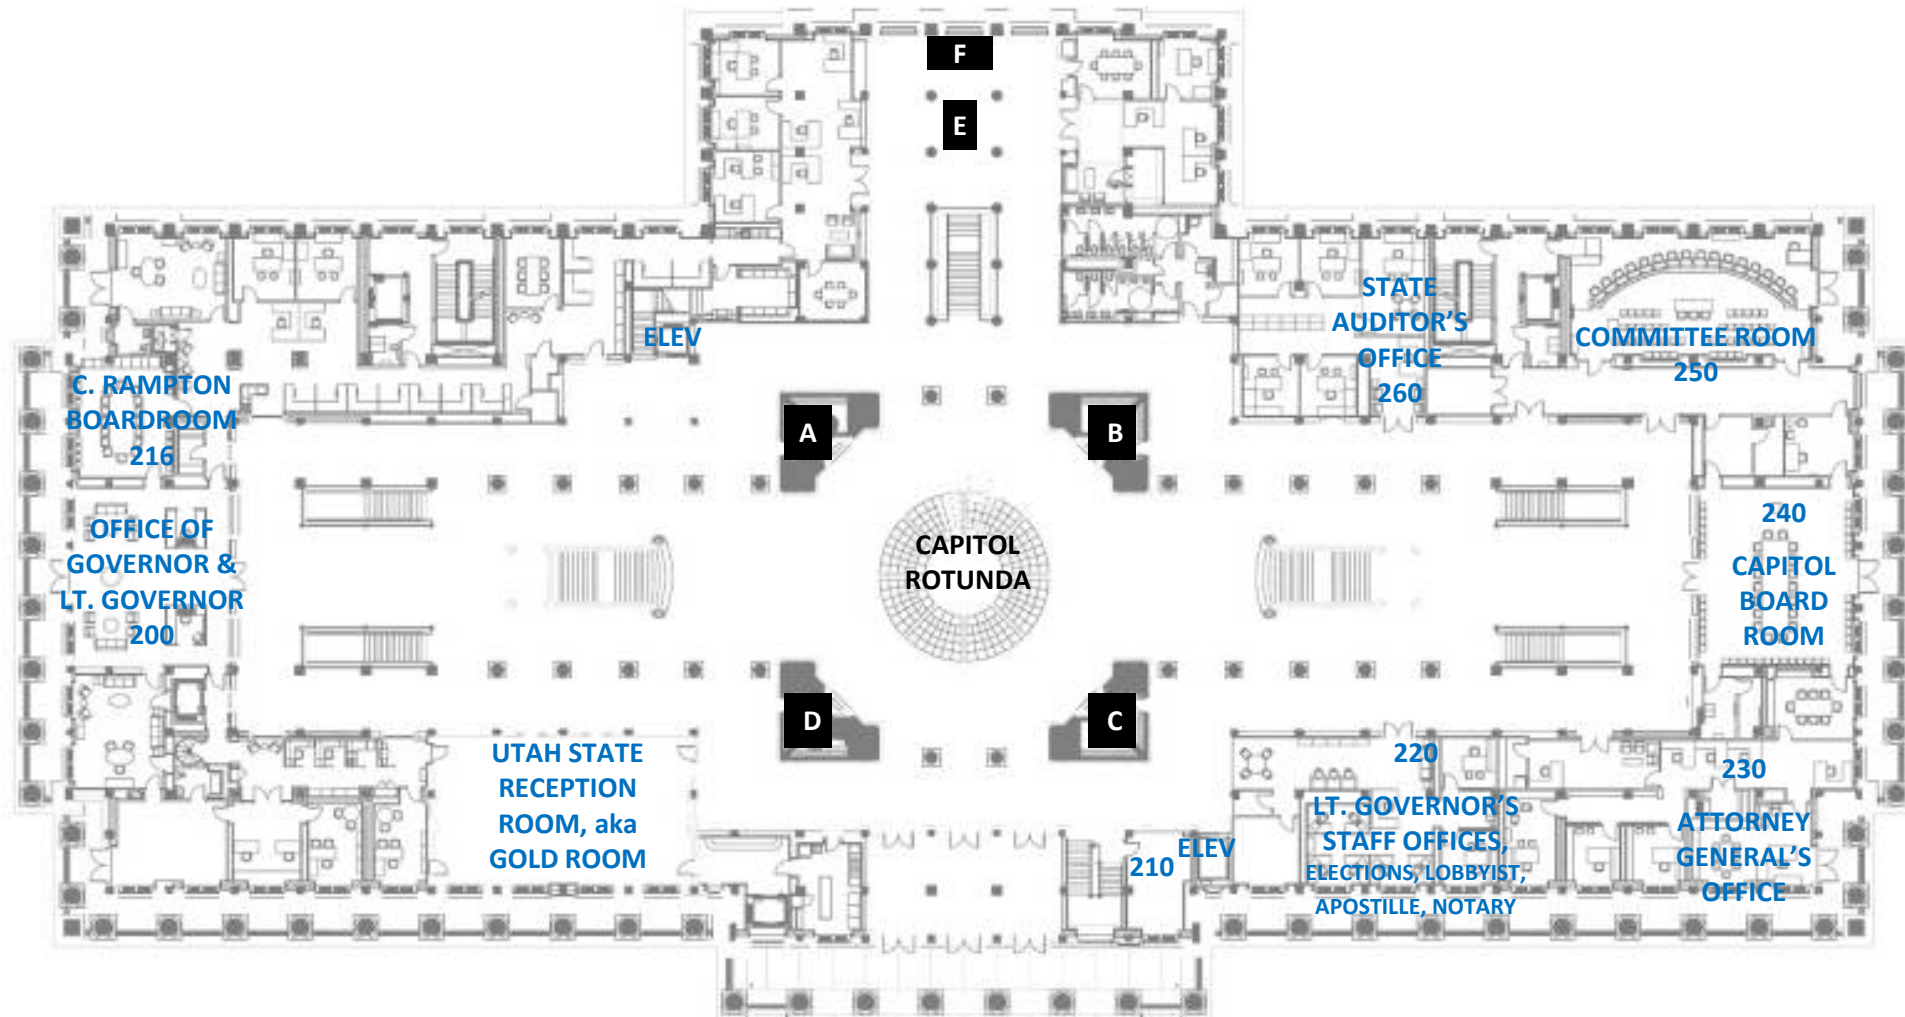 F
E
ELEV
STATE
AUDITOR'S
OFFICE
260
COMMITTEE ROOM
250
C. RAMPTON
BOARDROOM
216
A
B
OFFICE OF
GOVERNOR &
LT. GOVERNOR
200
CAPITOL
ROTUNDA
240
CAPITOL
BOARD
ROOM
D
C
UTAH STATE
RECEPTION
ROOM, aka
GOLD ROOM
210
ELEV
220
LT. GOVERNOR'S
STAFF OFFICES,
ELECTIONS, LOBBYIST,
APOSTILLE, NOTARY
230
ATTORNEY
GENERAL'S
OFFICE